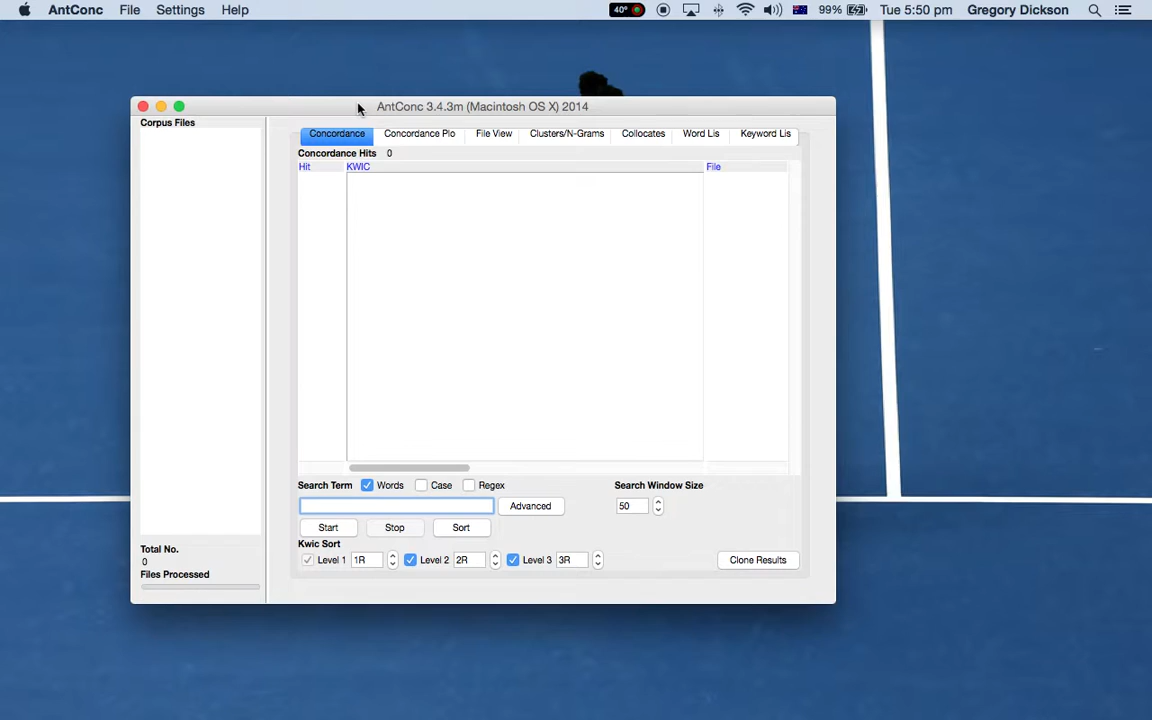 AntConc File Settings Help 40° 99% Tue 5:50 pm Gregory Dickson
AntConc 3.4.3m (Macintosh OS X) 2014
Corpus Files
Concordance Concordance Plo File View Clusters/N-Grams Collocates Word Lis Keyword Lis
Concordance Hits 0
Hit KWIC File
Search Term Words Case Regex Search Window Size
Advanced 50
Start Stop Sort
Kwic Sort
Level 1 1R Level 2 2R Level 3 3R Clone Results
Total No.
0
Files Processed